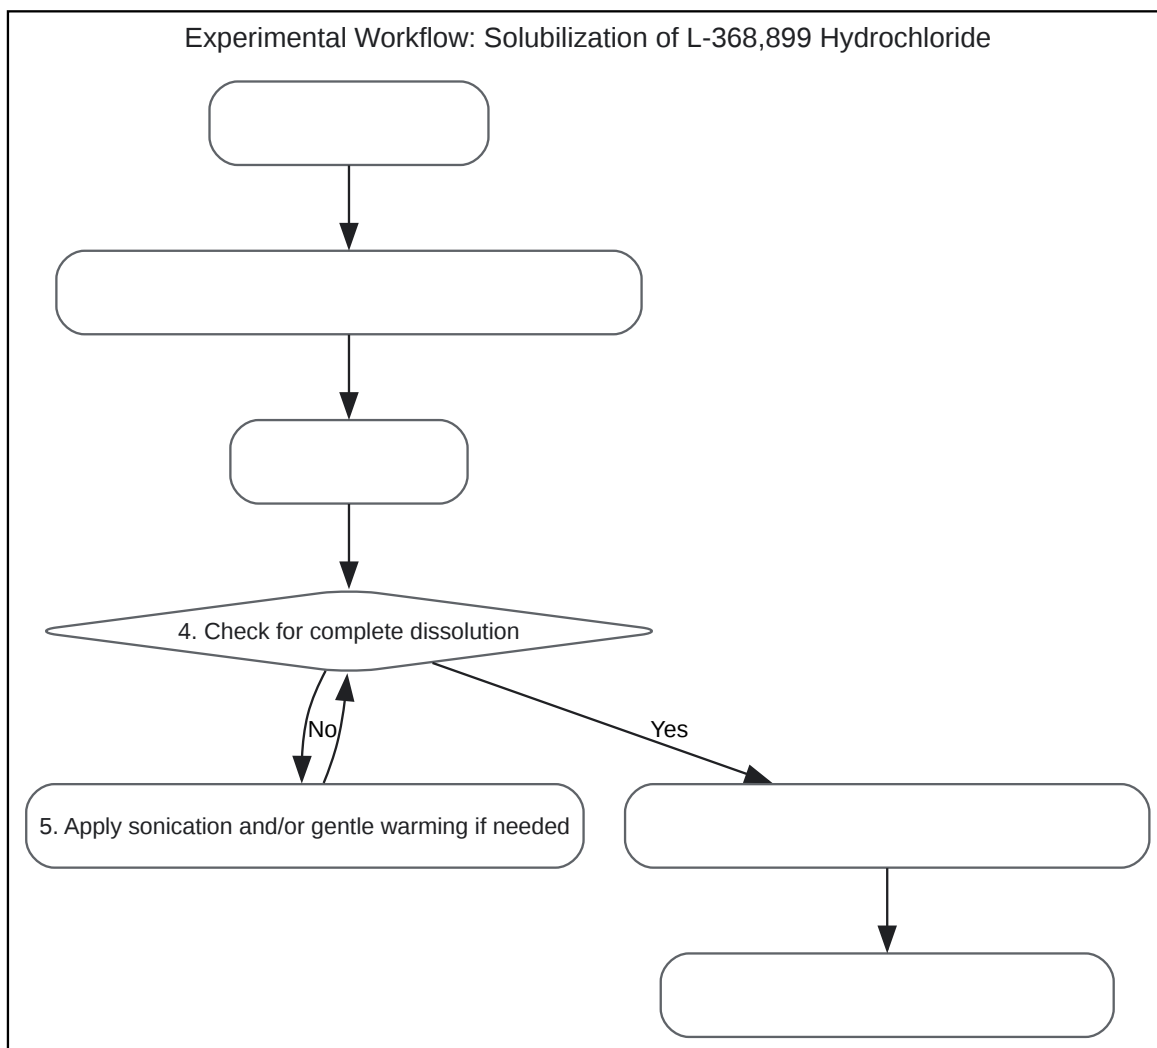 Experimental Workflow: Solubilization of L-368,899 Hydrochloride
4. Check for complete dissolution
No
Yes
5. Apply sonication and/or gentle warming if needed